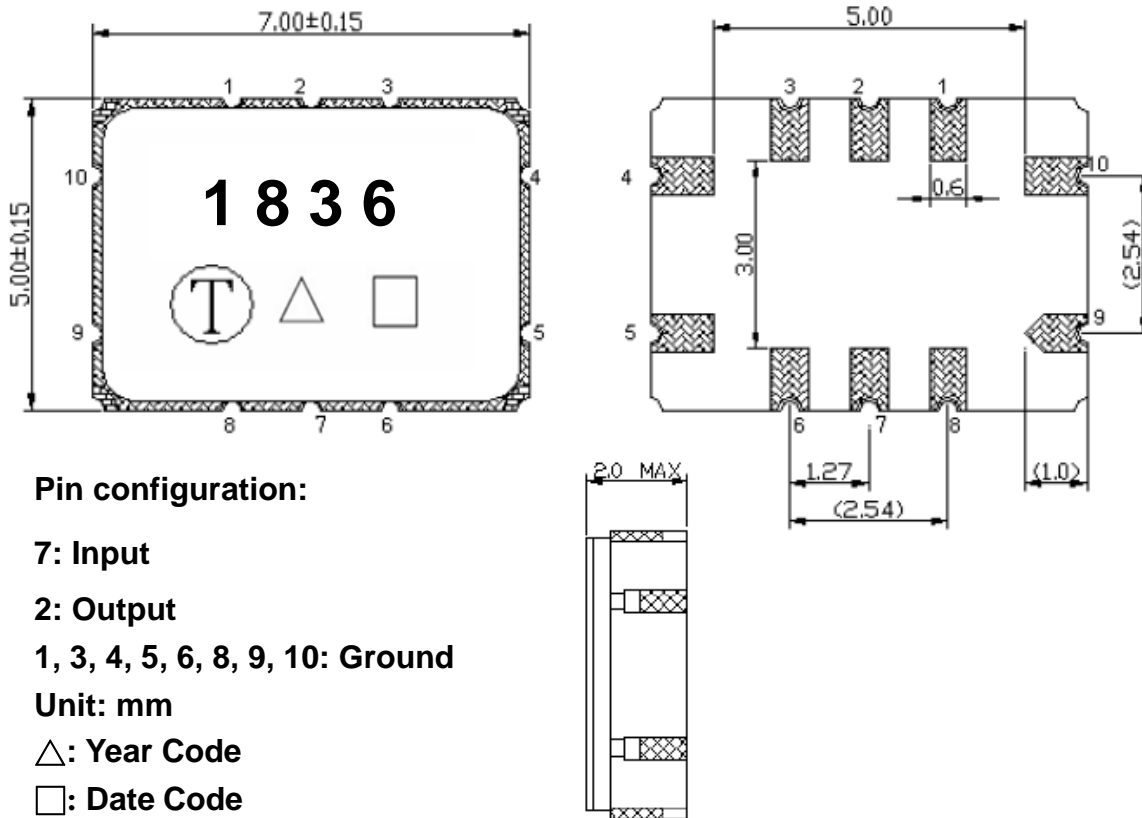 7.00±0.15
5.00
1 2 3
3 2 1
10 4
4 10
1 8 3 6
0.6
5.00±0.15
3.00
(2.54)
T △ □
9 5
5 9
8 7 6
6 7 8
1.27
(1.0)
(2.54)
2.0 MAX
Pin configuration:
7: Input
2: Output
1, 3, 4, 5, 6, 8, 9, 10: Ground
Unit: mm
△: Year Code
□: Date Code